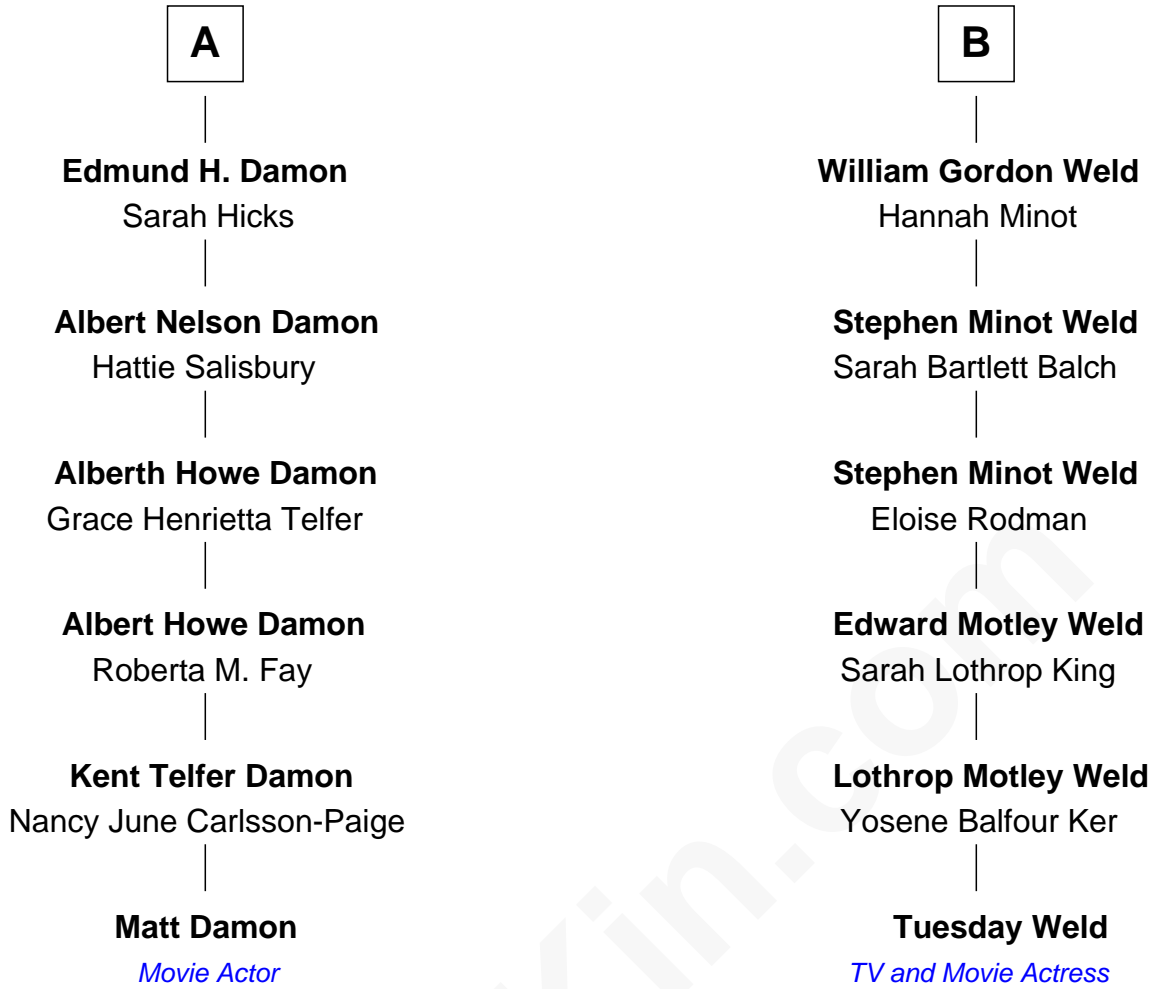 A
Edmund H. Damon
Sarah Hicks
Albert Nelson Damon
Hattie Salisbury
Alberth Howe Damon
Grace Henrietta Telfer
Albert Howe Damon
Roberta M. Fay
Kent Telfer Damon
Nancy June Carlsson-Paige
Matt Damon
Movie Actor
B
William Gordon Weld
Hannah Minot
Stephen Minot Weld
Sarah Bartlett Balch
Stephen Minot Weld
Eloise Rodman
Edward Motley Weld
Sarah Lothrop King
Lothrop Motley Weld
Yosene Balfour Ker
Tuesday Weld
TV and Movie Actress
Kin.com